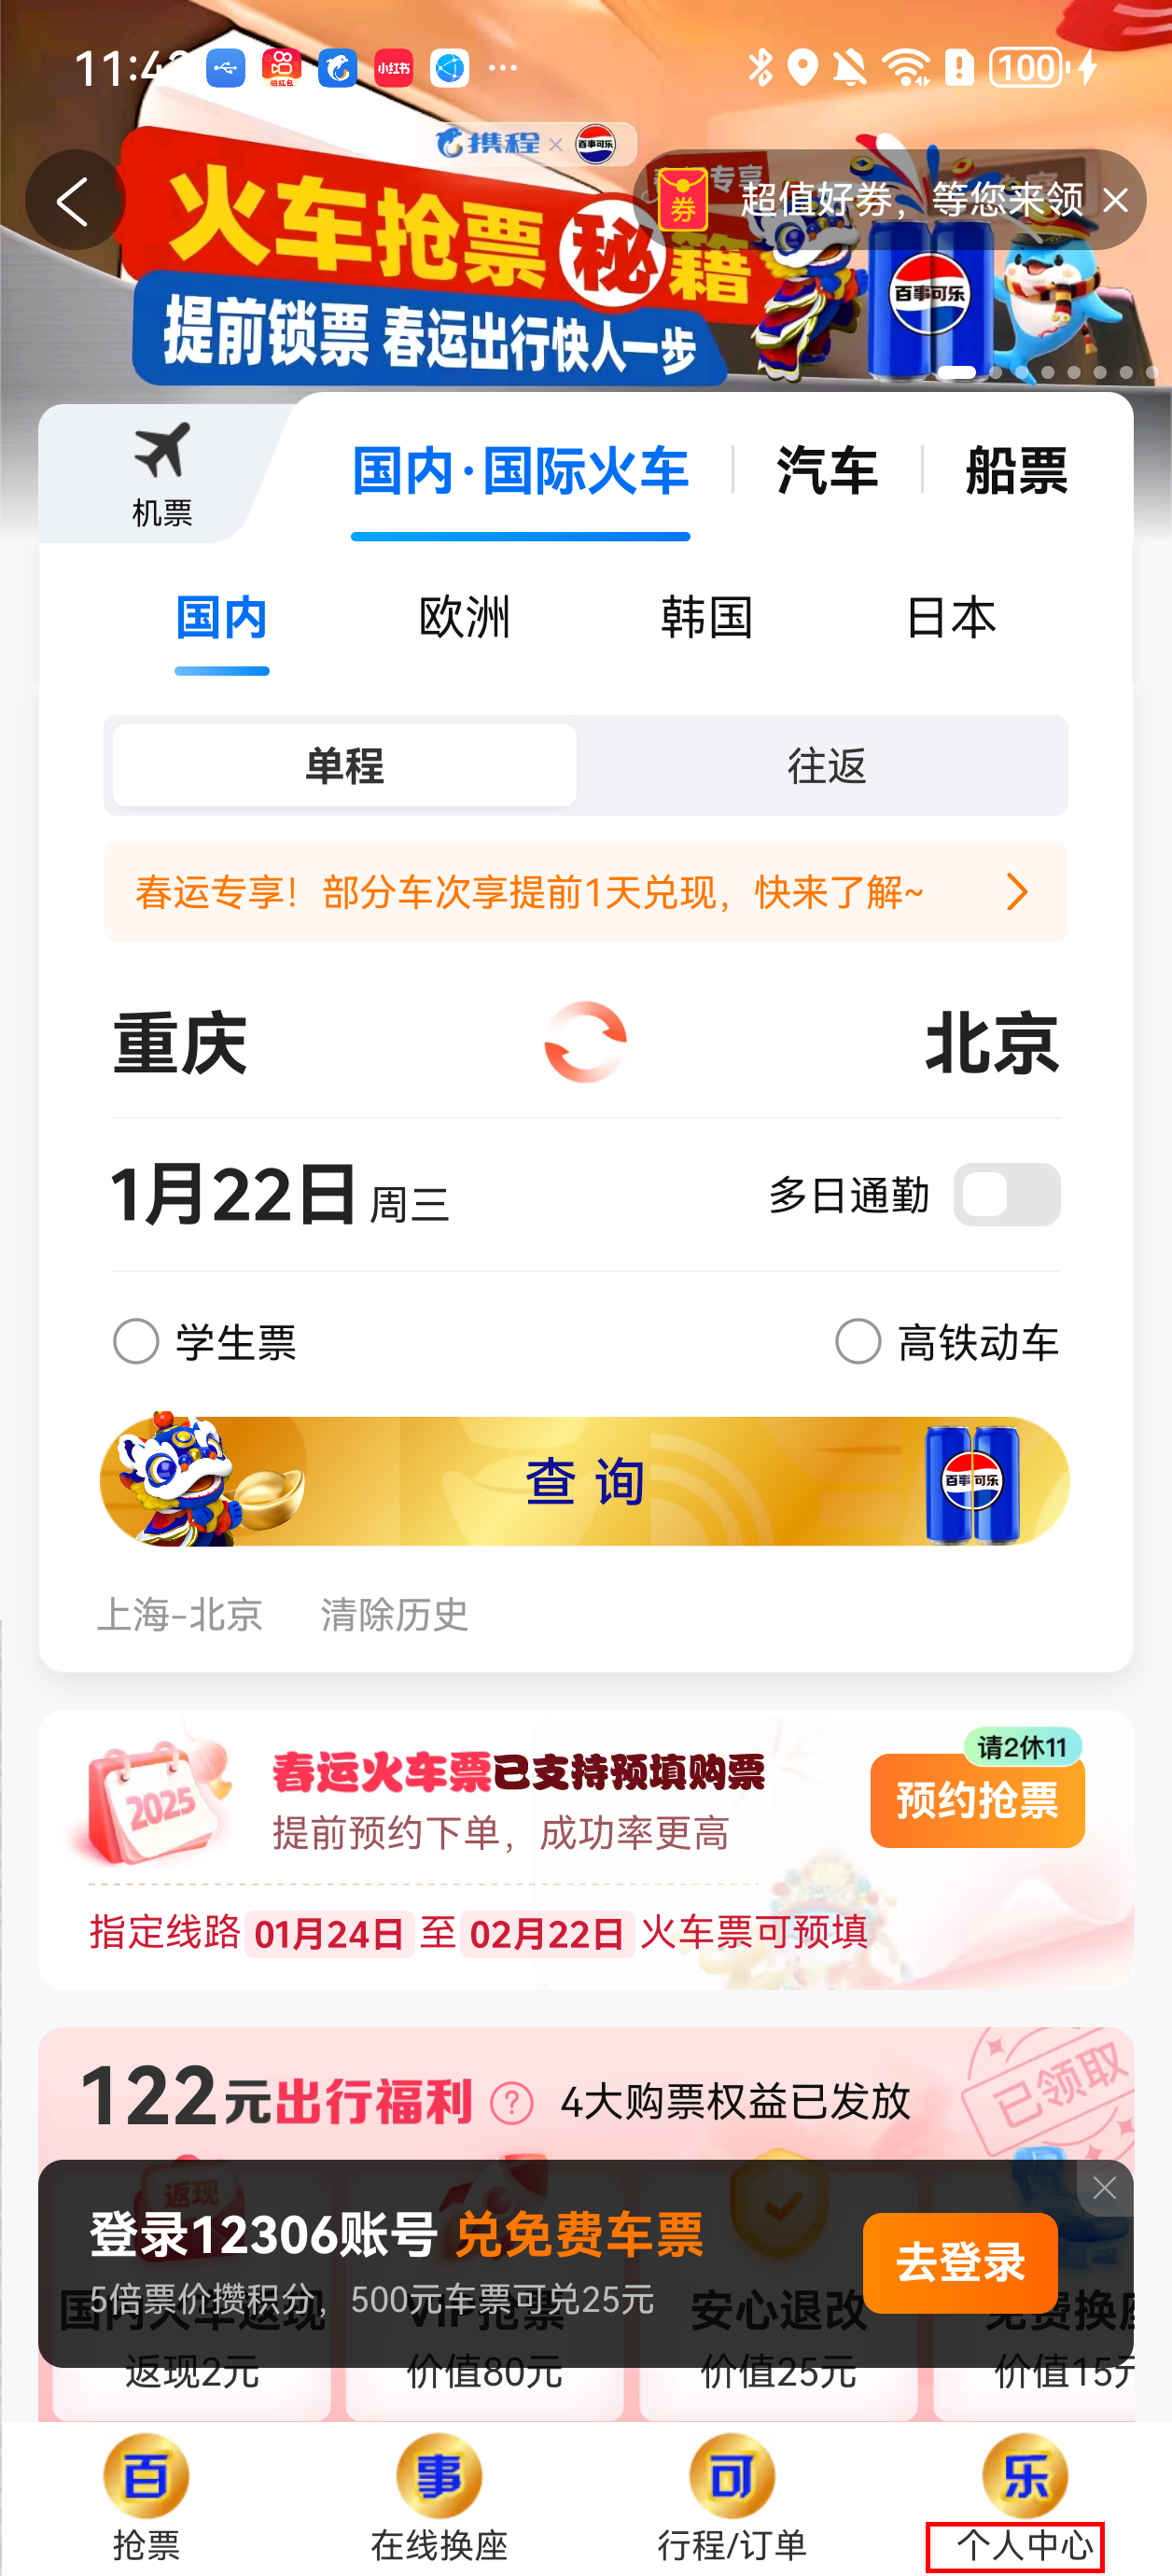 11:4
领红包
小红书
100
携程 × 百事可乐
火车抢票秘籍
提前锁票 春运出行快人一步
专享
券 超值好券，等您来领
百事可乐
机票
国内·国际火车
汽车
船票
国内
欧洲
韩国
日本
单程
往返
春运专享！部分车次享提前1天兑现，快来了解~
重庆
北京
1月22日 周三
多日通勤
学生票
高铁动车
查 询
百事可乐
上海-北京
清除历史
请2休11
2025
春运火车票已支持预填购票
预约抢票
提前预约下单，成功率更高
指定线路 01月24日 至 02月22日 火车票可预填
122元出行福利 ? 4大购票权益已发放
已领取
返现
登录12306账号 兑免费车票
去登录
5倍票价攒积分，500元车票可兑25元
国内火车返现
VIP抢票
安心退改
免费换座
返现2元
价值80元
价值25元
价值15元
百
事
可
乐
抢票
在线换座
行程/订单
个人中心